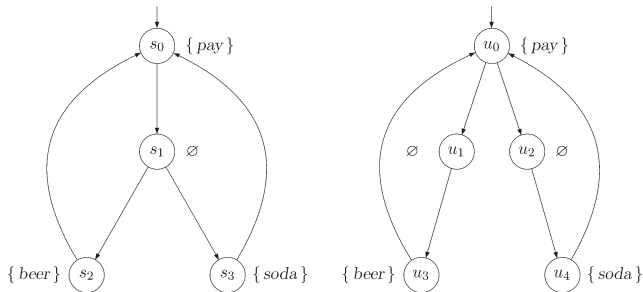 s₀ { pay } u₀ { pay }
s₁ ∅ ∅ u₁ u₂ ∅
{ beer } s₂ s₃ { soda } { beer } u₃ u₄ { soda }